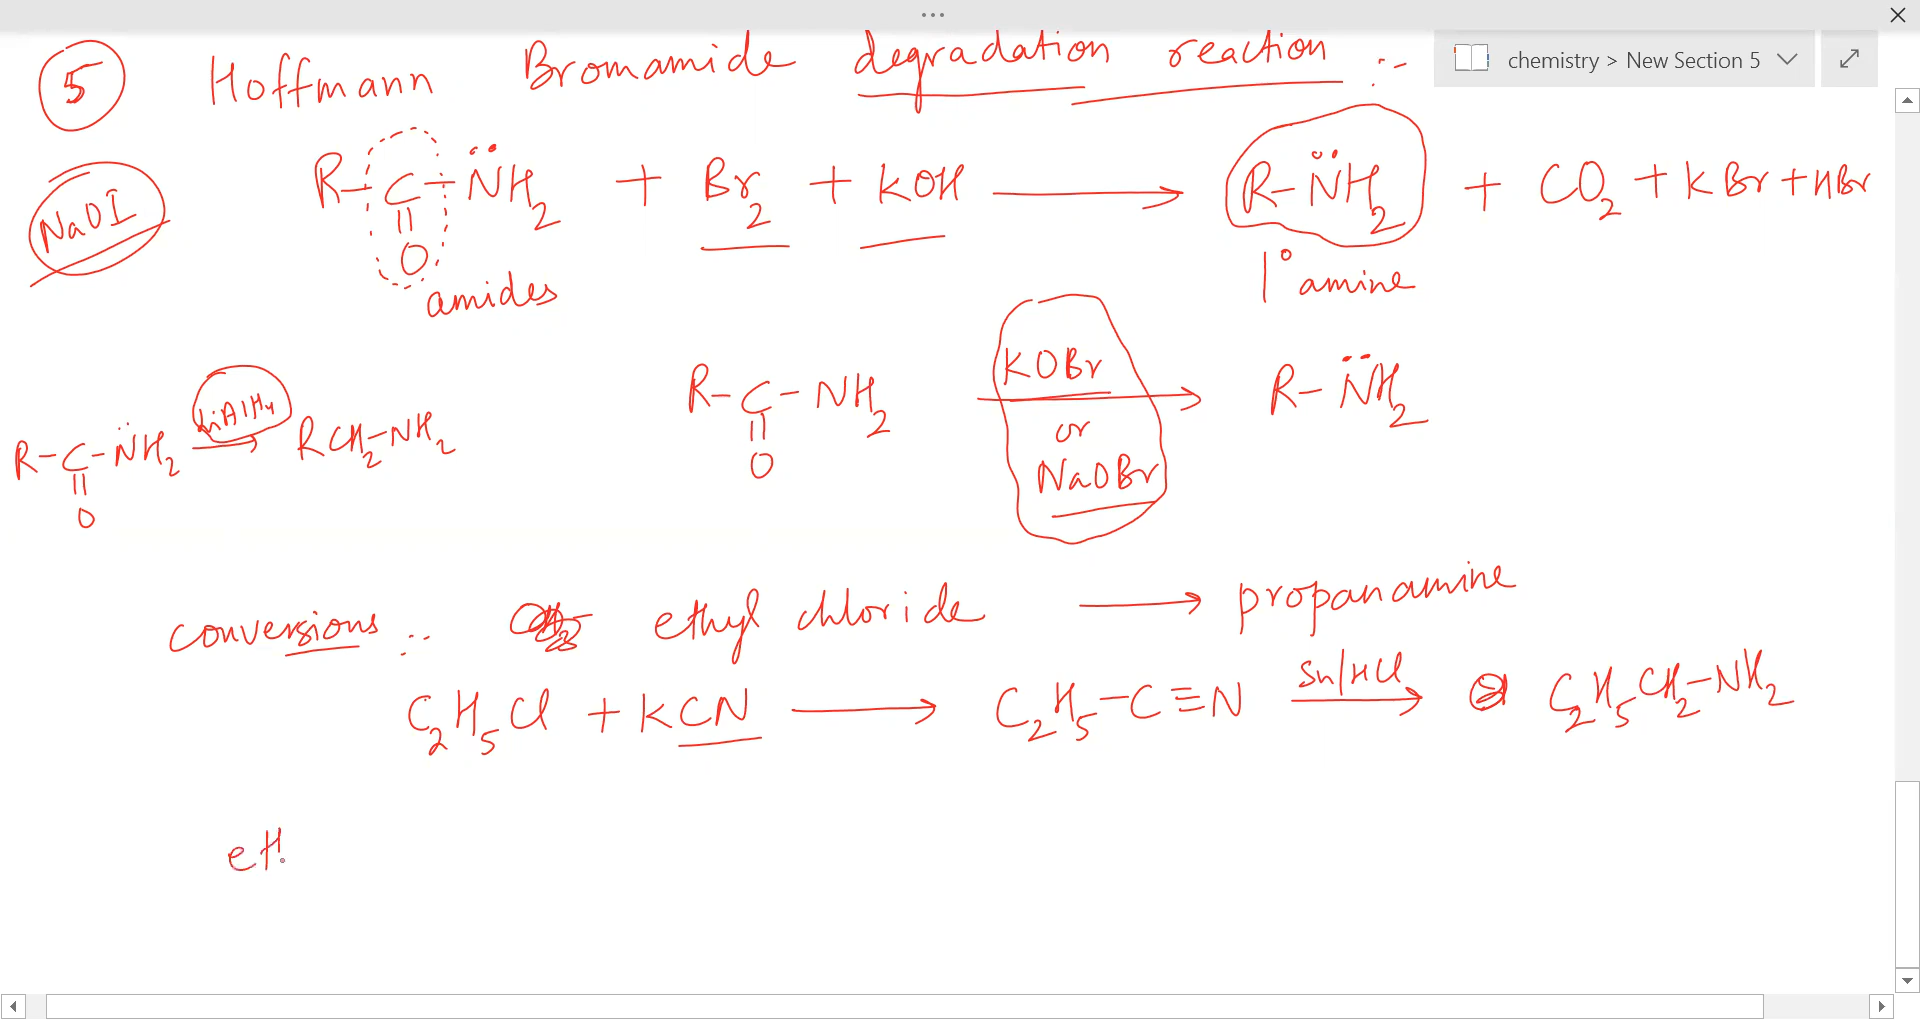 chemistry > New Section 5
5 Hoffmann Bromamide degradation reaction :-
R-C-NH2 + Br2 + KOH → R-NH2 + CO2 + KBr + HBr
NaOI
||
O
amides
1° amine
R-C-NH2 KOBr → R-NH2
||
O
or
NaOBr
R-C-NH2 LiAlH4 → RCH2-NH2
||
O
conversions :- ethyl chloride → propanamine
C2H5Cl + KCN → C2H5-C≡N Sn/HCl → C2H5CH2-NH2
eth